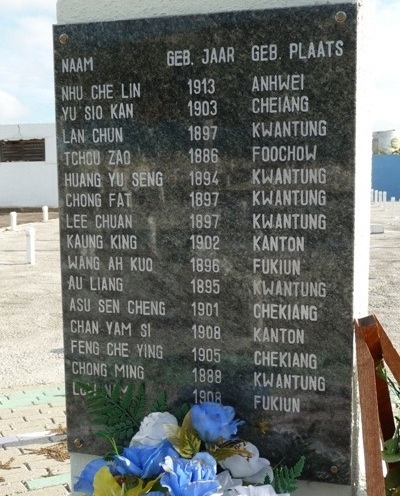 NAAM GEB. JAAR GEB. PLAATS
NHU CHE LIN 1913 ANHWEI
YU SIO KAN 1903 CHEIANG
LAN CHUN 1897 KWANTUNG
TCHOU ZAO 1886 FOOCHOW
HUANG YU SENG 1894 KWANTUNG
CHONG FAT 1897 KWANTUNG
LEE CHUAN 1897 KWANTUNG
KAUNG KING 1902 KANTON
WANG AH KUO 1896 FUKIUN
AU LIANG 1895 KWANTUNG
ASU SEN CHENG 1901 CHEKIANG
CHAN YAM SI 1908 KANTON
FENG CHE YING 1905 CHEKIANG
CHONG MING 1888 KWANTUNG
1908 FUKIUN